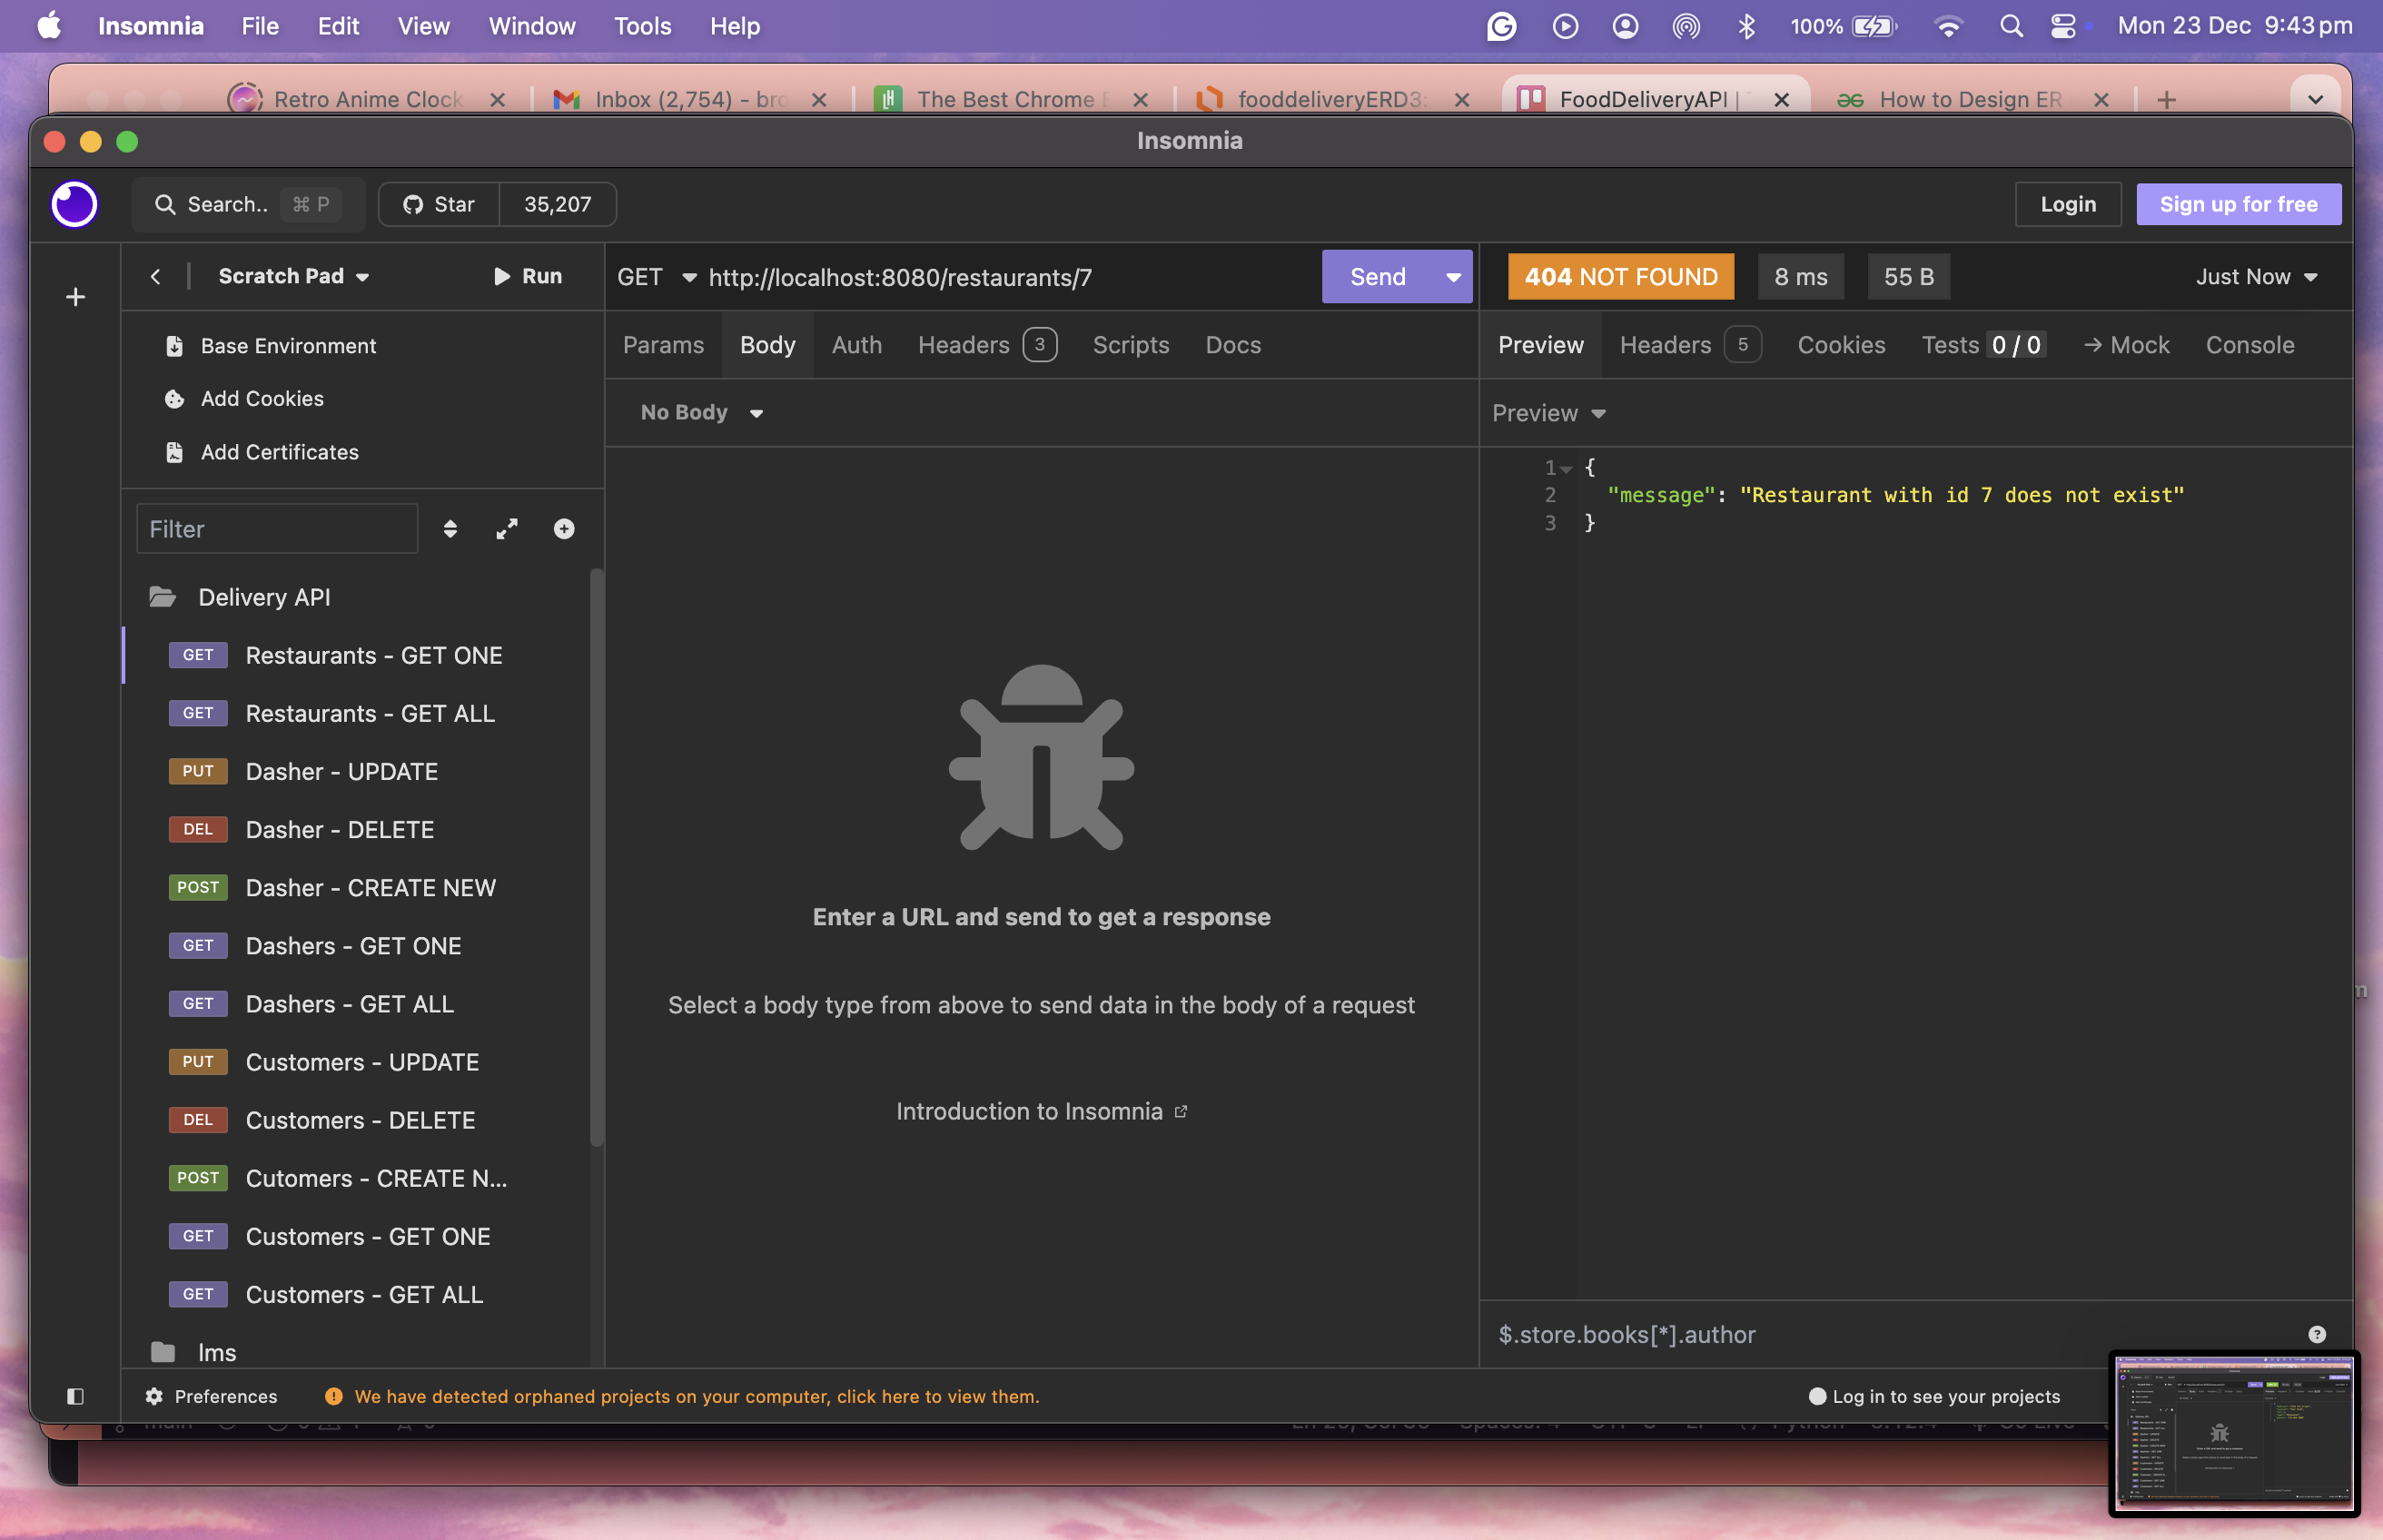 Insomnia File Edit View Window Tools Help 100% Mon 23 Dec 9:43 pm
Retro Anime Clock Inbox (2,754) - bro The Best Chrome E fooddeliveryERD3: FoodDeliveryAPI | How to Design ER
Insomnia
Search.. ⌘ P Star 35,207 Login Sign up for free
Scratch Pad Run GET http://localhost:8080/restaurants/7 Send 404 NOT FOUND 8 ms 55 B Just Now
Base Environment Params Body Auth Headers 3 Scripts Docs Preview Headers 5 Cookies Tests 0 / 0 → Mock Console
Add Cookies No Body Preview
Add Certificates
1 {
2 "message": "Restaurant with id 7 does not exist"
3 }
Filter
Delivery API
GET Restaurants - GET ONE
GET Restaurants - GET ALL
PUT Dasher - UPDATE
DEL Dasher - DELETE
POST Dasher - CREATE NEW
GET Dashers - GET ONE
GET Dashers - GET ALL
PUT Customers - UPDATE
DEL Customers - DELETE
POST Cutomers - CREATE N...
GET Customers - GET ONE
GET Customers - GET ALL
lms
Enter a URL and send to get a response
Select a body type from above to send data in the body of a request
Introduction to Insomnia
$.store.books[*].author
Preferences We have detected orphaned projects on your computer, click here to view them. Log in to see your projects